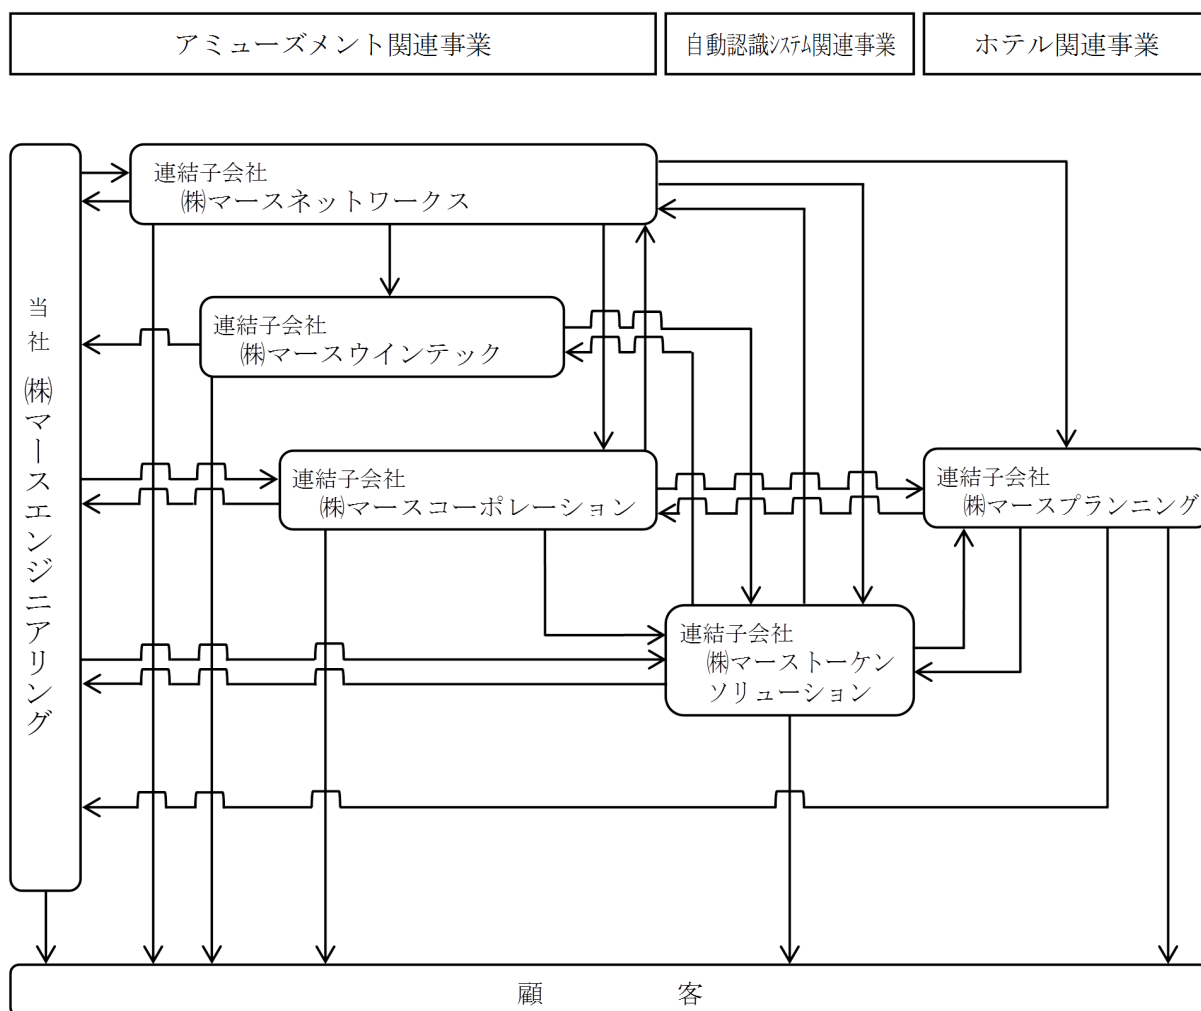 アミューズメント関連事業
自動認識システム関連事業
ホテル関連事業
連結子会社
㈱マースネットワークス
当社 ㈱マースエンジニアリング
連結子会社
㈱マースウインテック
連結子会社
㈱マースコーポレーション
連結子会社
㈱マースプランニング
連結子会社
㈱マーストーケン
ソリューション
顧客